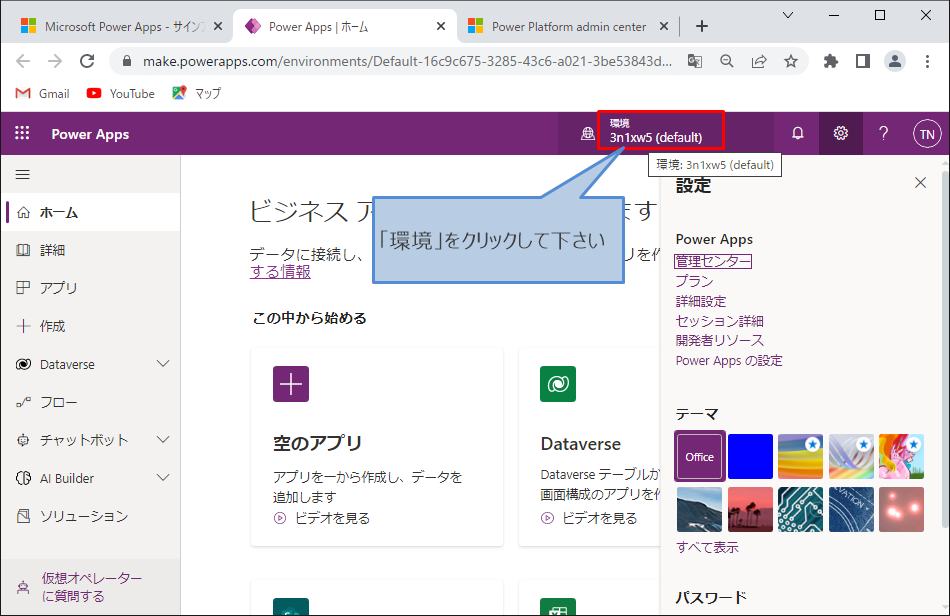 Microsoft Power Apps - サインフ
Power Apps | ホーム
Power Platform admin center
make.powerapps.com/environments/Default-16c9c675-3285-43c6-a021-3be53843d...
Gmail
YouTube
マップ
Power Apps
環境
3n1xw5 (default)
TN
環境: 3n1xw5 (default)
ホーム
詳細
アプリ
作成
Dataverse
フロー
チャットボット
AI Builder
ソリューション
仮想オペレーター
に質問する
ビジネス ア
ます
「環境」をクリックして下さい
データに接続し、
リを作
する情報
この中から始める
空のアプリ
アプリを一から作成し、データを
追加します
ビデオを見る
Dataverse
Dataverse テーブルか
画面構成のアプリを作
ビデオを見る
設定
Power Apps
管理センター
プラン
詳細設定
セッション詳細
開発者リソース
Power Apps の設定
テーマ
Office
すべて表示
パスワード